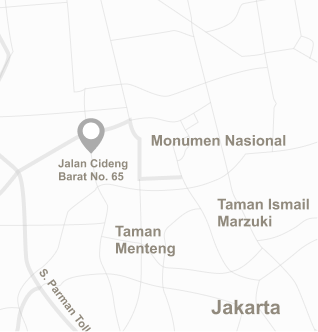 Monumen Nasional
Jalan Cideng
Barat No. 65
Taman Ismail
Marzuki
Taman
Menteng
S. Parman Toll
Jakarta